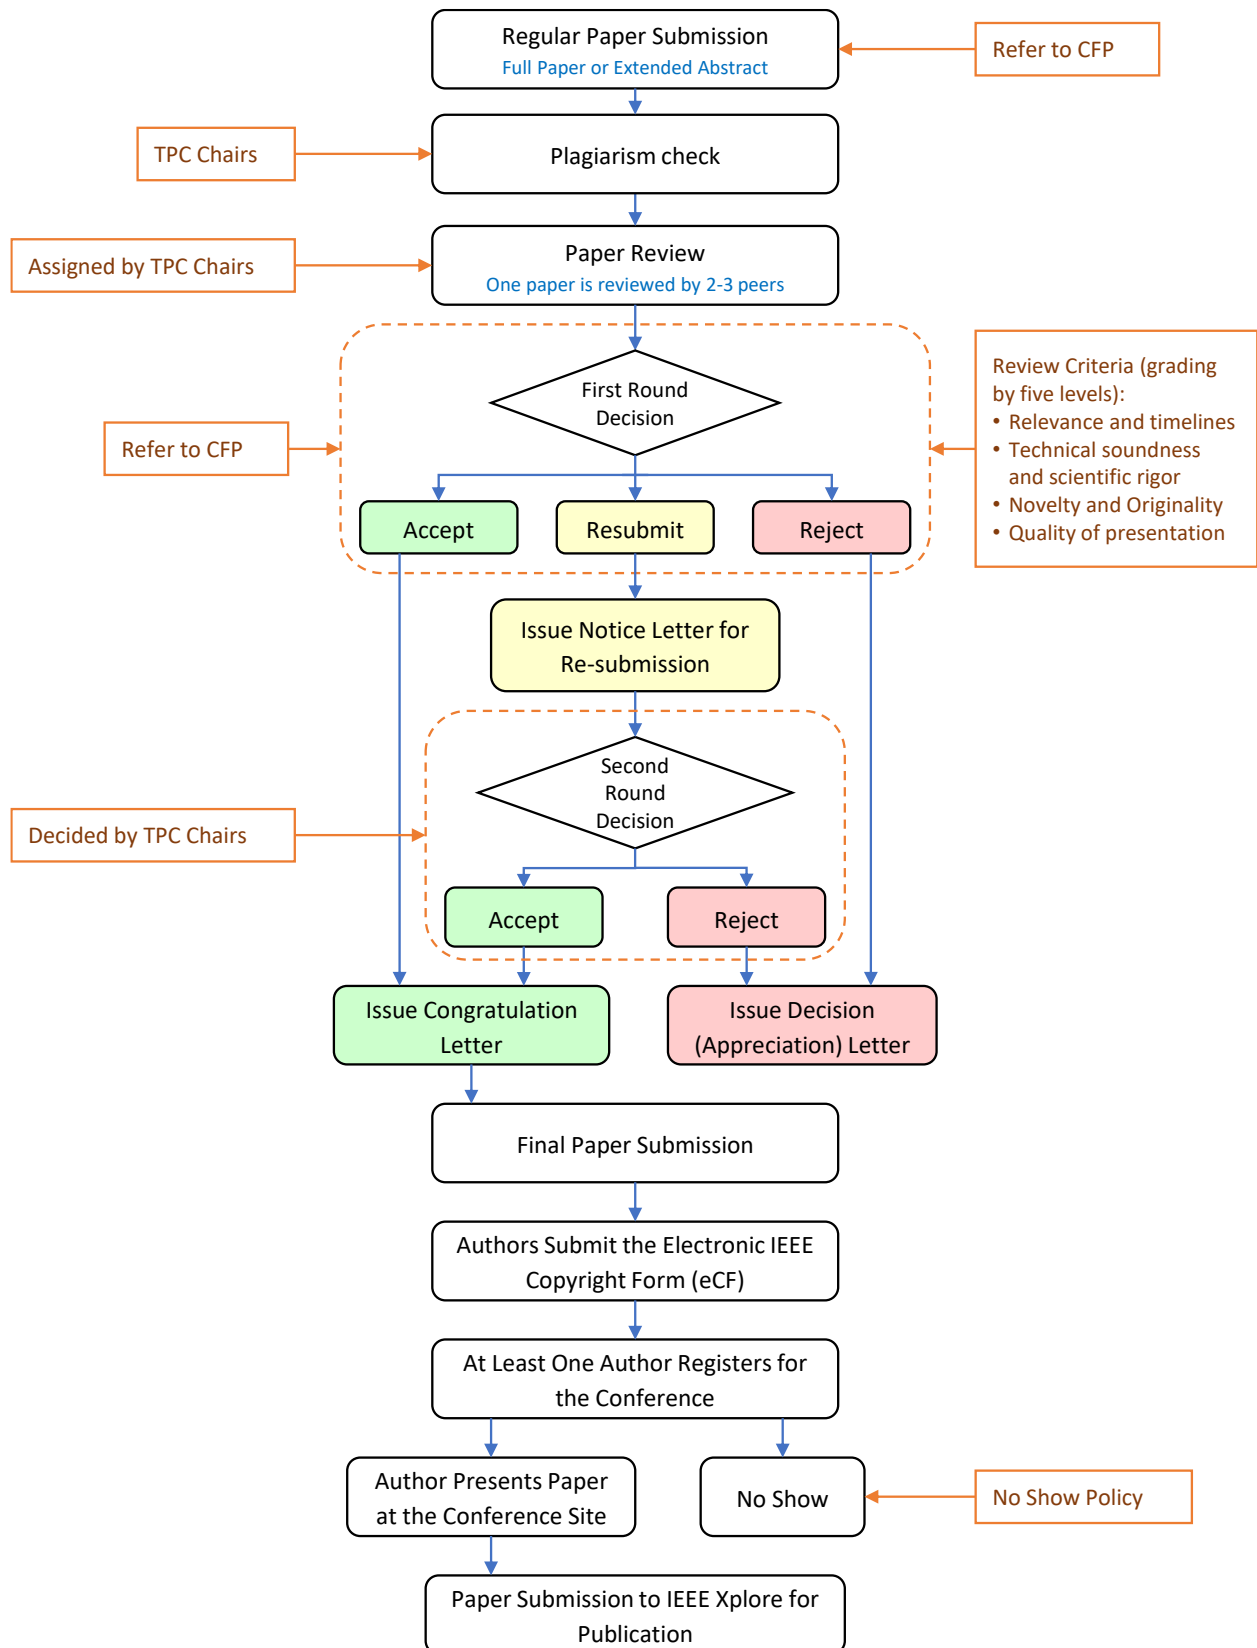 Regular Paper Submission
Full Paper or Extended Abstract
Refer to CFP
TPC Chairs
Plagiarism check
Assigned by TPC Chairs
Paper Review
One paper is reviewed by 2-3 peers
First Round
Decision
Refer to CFP
Review Criteria (grading
by five levels):
• Relevance and timelines
• Technical soundness
and scientific rigor
• Novelty and Originality
• Quality of presentation
Accept
Resubmit
Reject
Issue Notice Letter for
Re-submission
Second
Round
Decision
Decided by TPC Chairs
Accept
Reject
Issue Congratulation
Letter
Issue Decision
(Appreciation) Letter
Final Paper Submission
Authors Submit the Electronic IEEE
Copyright Form (eCF)
At Least One Author Registers for
the Conference
Author Presents Paper
at the Conference Site
No Show
No Show Policy
Paper Submission to IEEE Xplore for
Publication